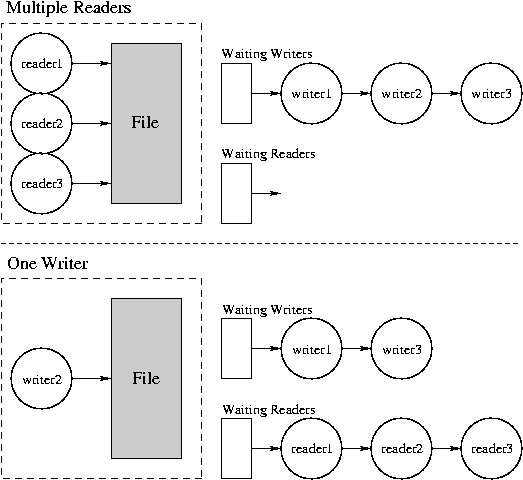 Multiple Readers
reader1
reader2
reader3
File
Waiting Writers
writer1 writer2 writer3
Waiting Readers
One Writer
writer2
File
Waiting Writers
writer1 writer3
Waiting Readers
reader1 reader2 reader3